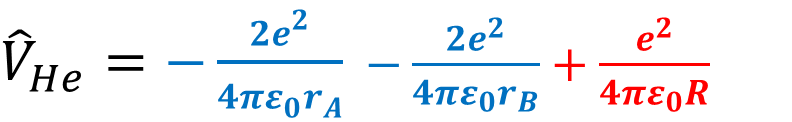 V̂_He = − 2e²/4πε₀r_A − 2e²/4πε₀r_B + e²/4πε₀R